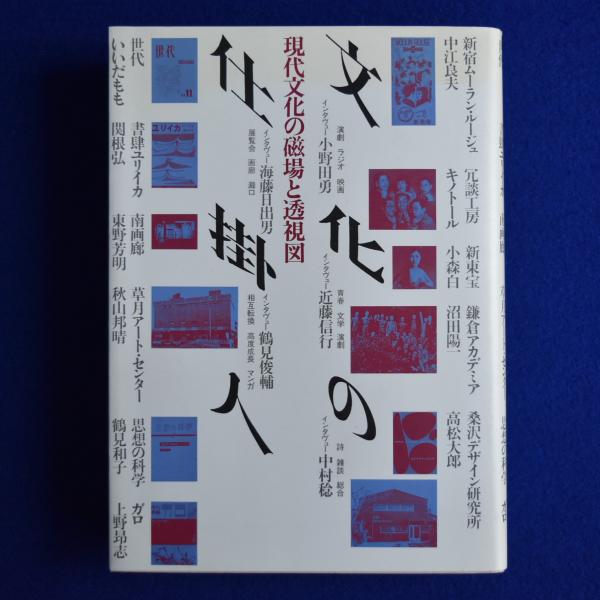 文化の
仕掛人
現代文化の磁場と透視図
新宿ムーラン・ルージュ
中江良夫
冗談工房
キノトール
新東宝
小森白
鎌倉アカデミア
沼田陽一
桑沢デザイン研究所
高松太郎
演劇 ラジオ 映画
インタヴュー 小野田勇
青春 文学 演劇
インタヴュー 近藤信行
詩 雑談 総合
インタヴュー 中村稔
インタヴュー 海藤日出男
展覧会 画廊 瀧口
インタヴュー 鶴見俊輔
相互転換 高度成長 マンガ
世代
いいだもも
書肆ユリイカ
関根弘
南画廊
東野芳明
草月アート・センター
秋山邦晴
思想の科学
鶴見和子
ガロ
上野昻志
世代
11
ユリイカ
思想の科学